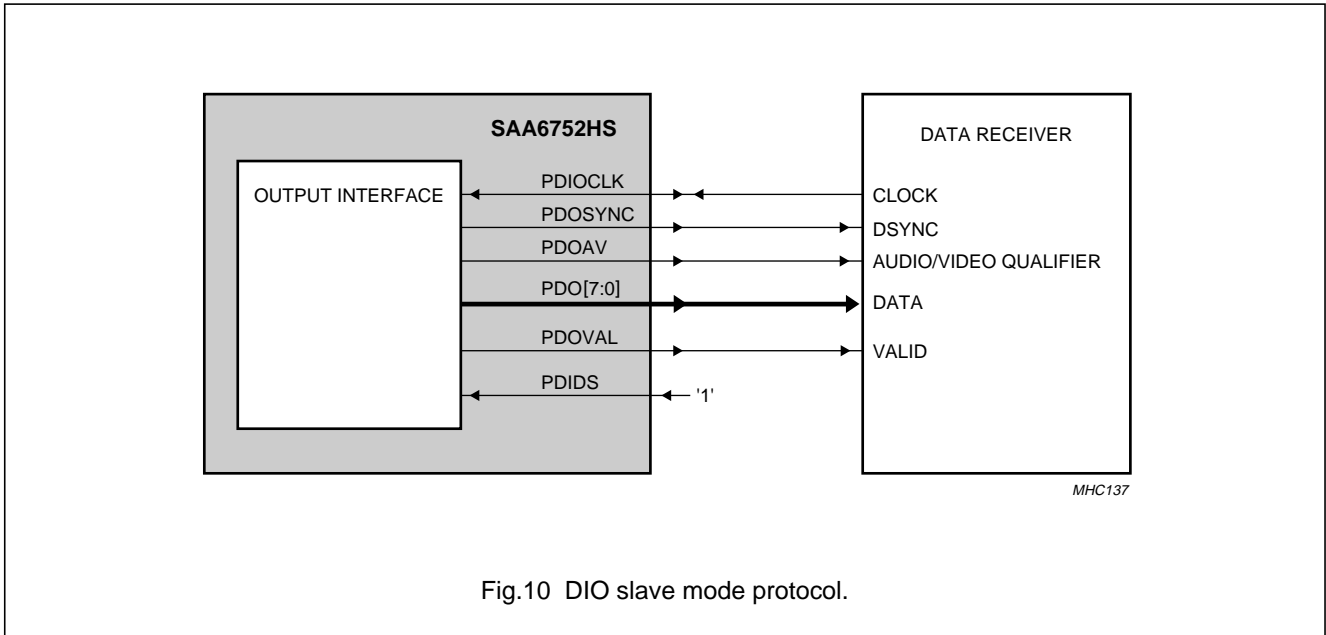 SAA6752HS
DATA RECEIVER
OUTPUT INTERFACE
PDIOCLK
CLOCK
PDOSYNC
DSYNC
PDOAV
AUDIO/VIDEO QUALIFIER
PDO[7:0]
DATA
PDOVAL
VALID
PDIDS
'1'
MHC137
Fig.10 DIO slave mode protocol.